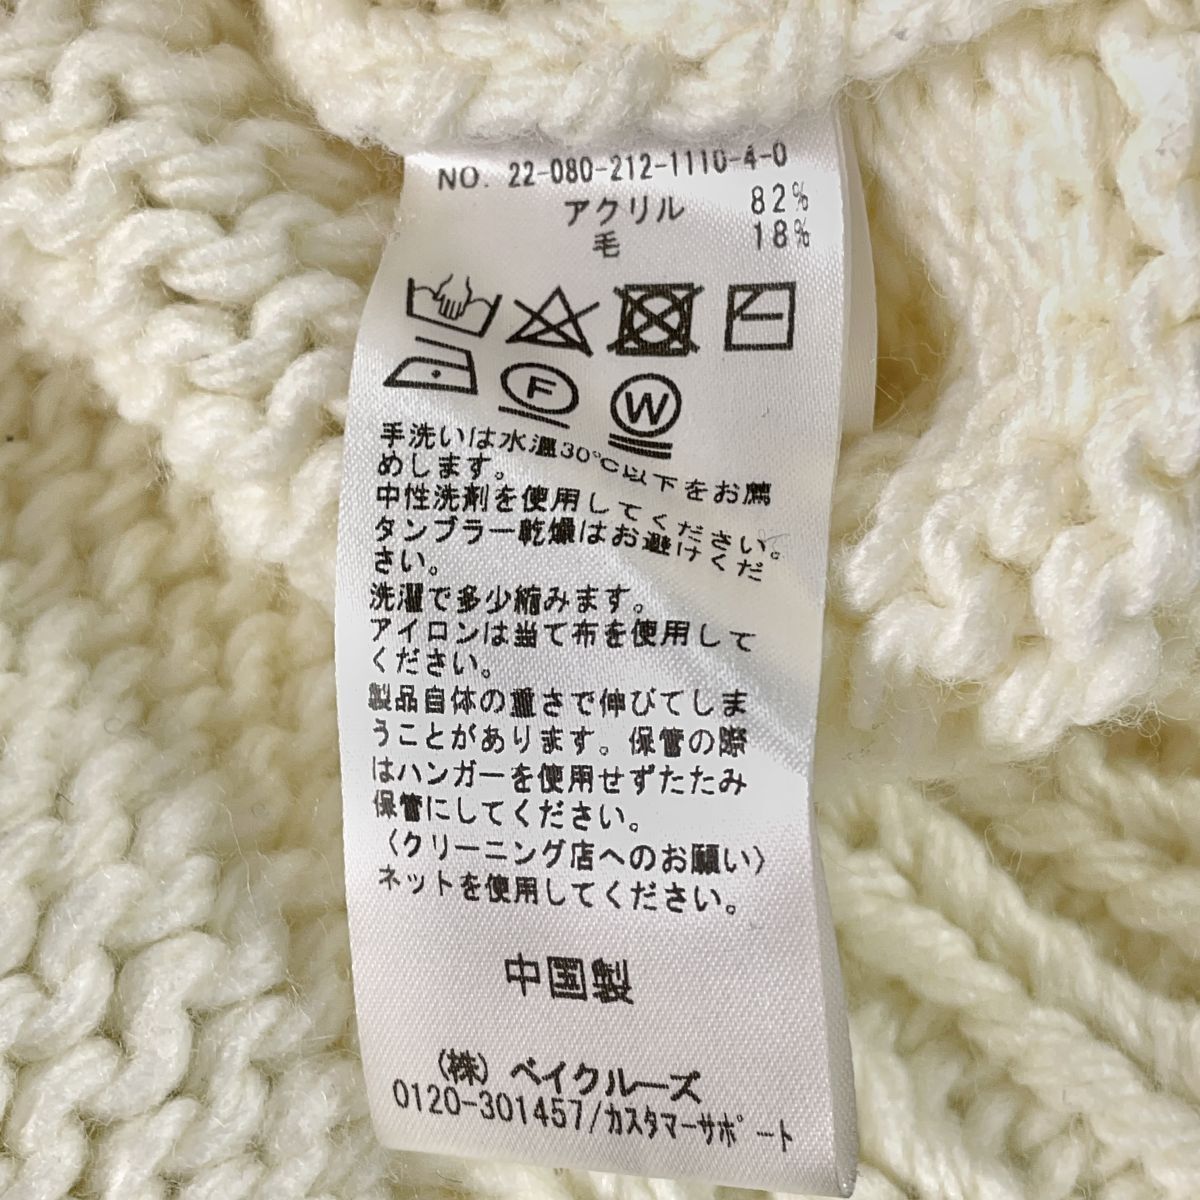 NO. 22-080-212-1110-4-0
アクリル 82%
毛 18%
F W
手洗いは水温30℃以下をお薦
めします。
中性洗剤を使用してください。
タンブラー乾燥はお避けくだ
さい。
洗濯で多少縮みます。
アイロンは当て布を使用して
ください。
製品自体の重さで伸びてしま
うことがあります。保管の際
はハンガーを使用せずたたみ
保管にしてください。
〈クリーニング店へのお願い〉
ネットを使用してください。
中国製
(株) ベイクルーズ
0120-301457/カスタマーサポート